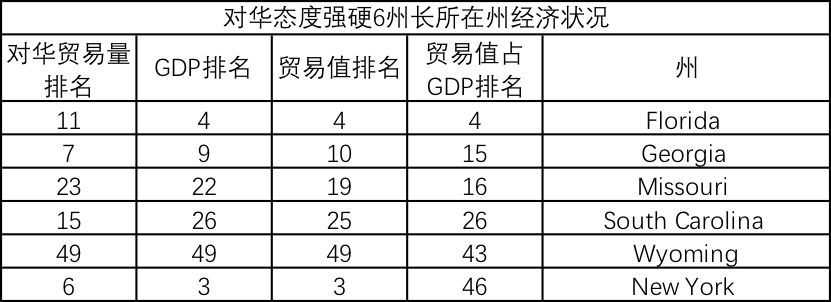 对华态度强硬6州长所在州经济状况
对华贸易量排名 GDP排名 贸易值排名 贸易值占GDP排名 州
11 4 4 4 Florida
7 9 10 15 Georgia
23 22 19 16 Missouri
15 26 25 26 South Carolina
49 49 49 43 Wyoming
6 3 3 46 New York